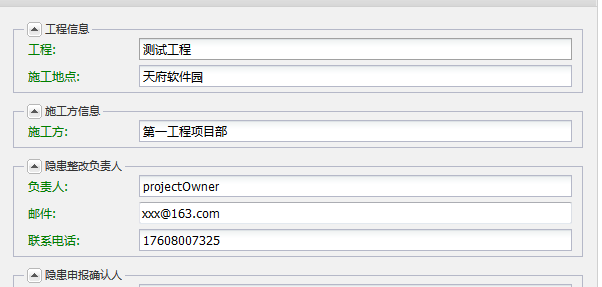 工程信息
工程: 测试工程
施工地点: 天府软件园
施工方信息
施工方: 第一工程项目部
隐患整改负责人
负责人: projectOwner
邮件: xxx@163.com
联系电话: 17608007325
隐患申报确认人